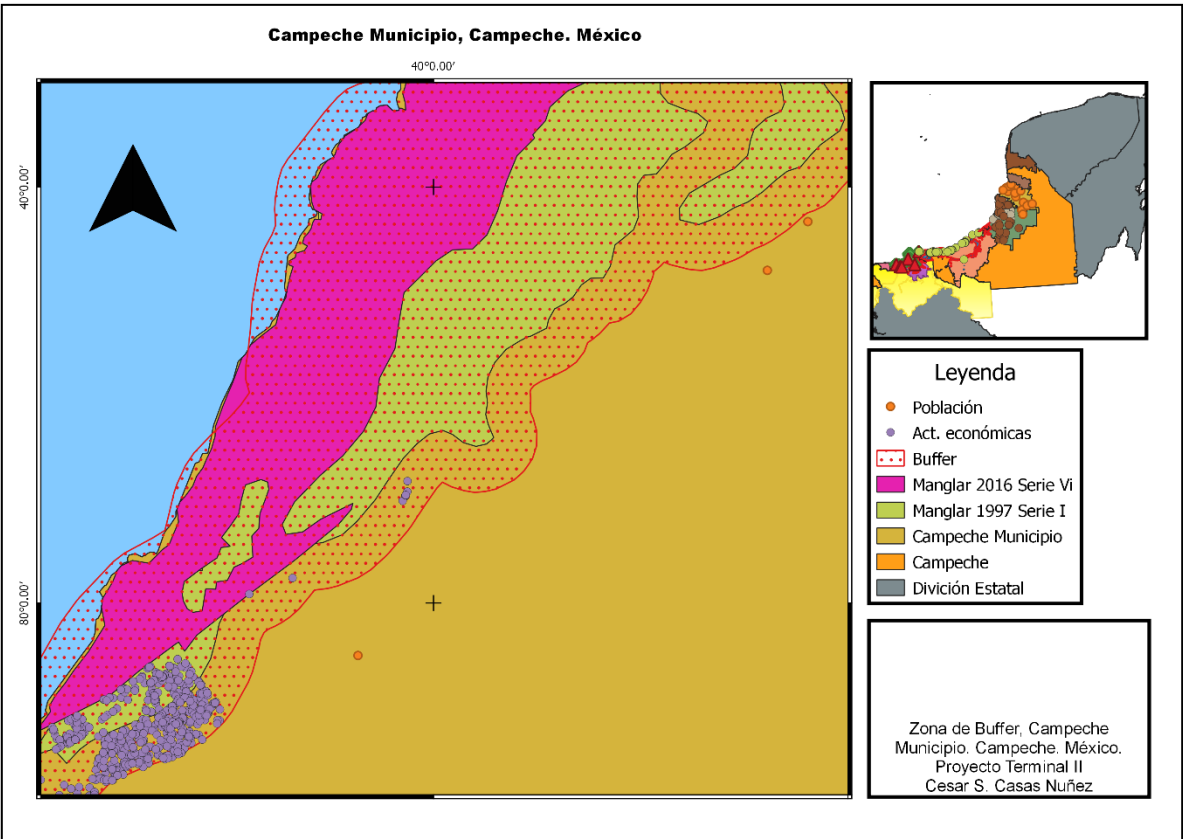 Campeche Municipio, Campeche. México
40°0.00'
40°0.00'
80°0.00'
Leyenda
Población
Act. económicas
Buffer
Manglar 2016 Serie Vi
Manglar 1997 Serie I
Campeche Municipio
Campeche
División Estatal
Zona de Buffer, Campeche
Municipio. Campeche. México.
Proyecto Terminal II
Cesar S. Casas Nuñez